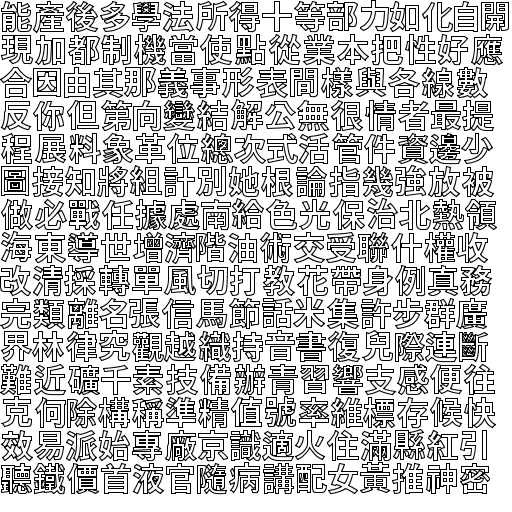 能產後多學法所得十等部力如化自開
現加都制機當使點從業本把性好應
合因由其那義事形表間樣與各線數
反你但第向變結解公無很情者最提
程展料象革位總次式活管件資邊少
圖接知將組計別她根論指幾強放被
做必戰任據處南給色光保治北熱領
海東導世增濟階油術交受聯什權收
改清採轉單風切打教花帶身例真務
完類離名張信馬節話米集許步群廣
界林律究觀越織持音書復兒際連斷
難近礦千素技備辦青習響支感便往
克何除構稱準精值號率維標存候快
效易派始專廠京識適火住滿縣紅引
聽鐵價首液官隨病講配女黃推神密